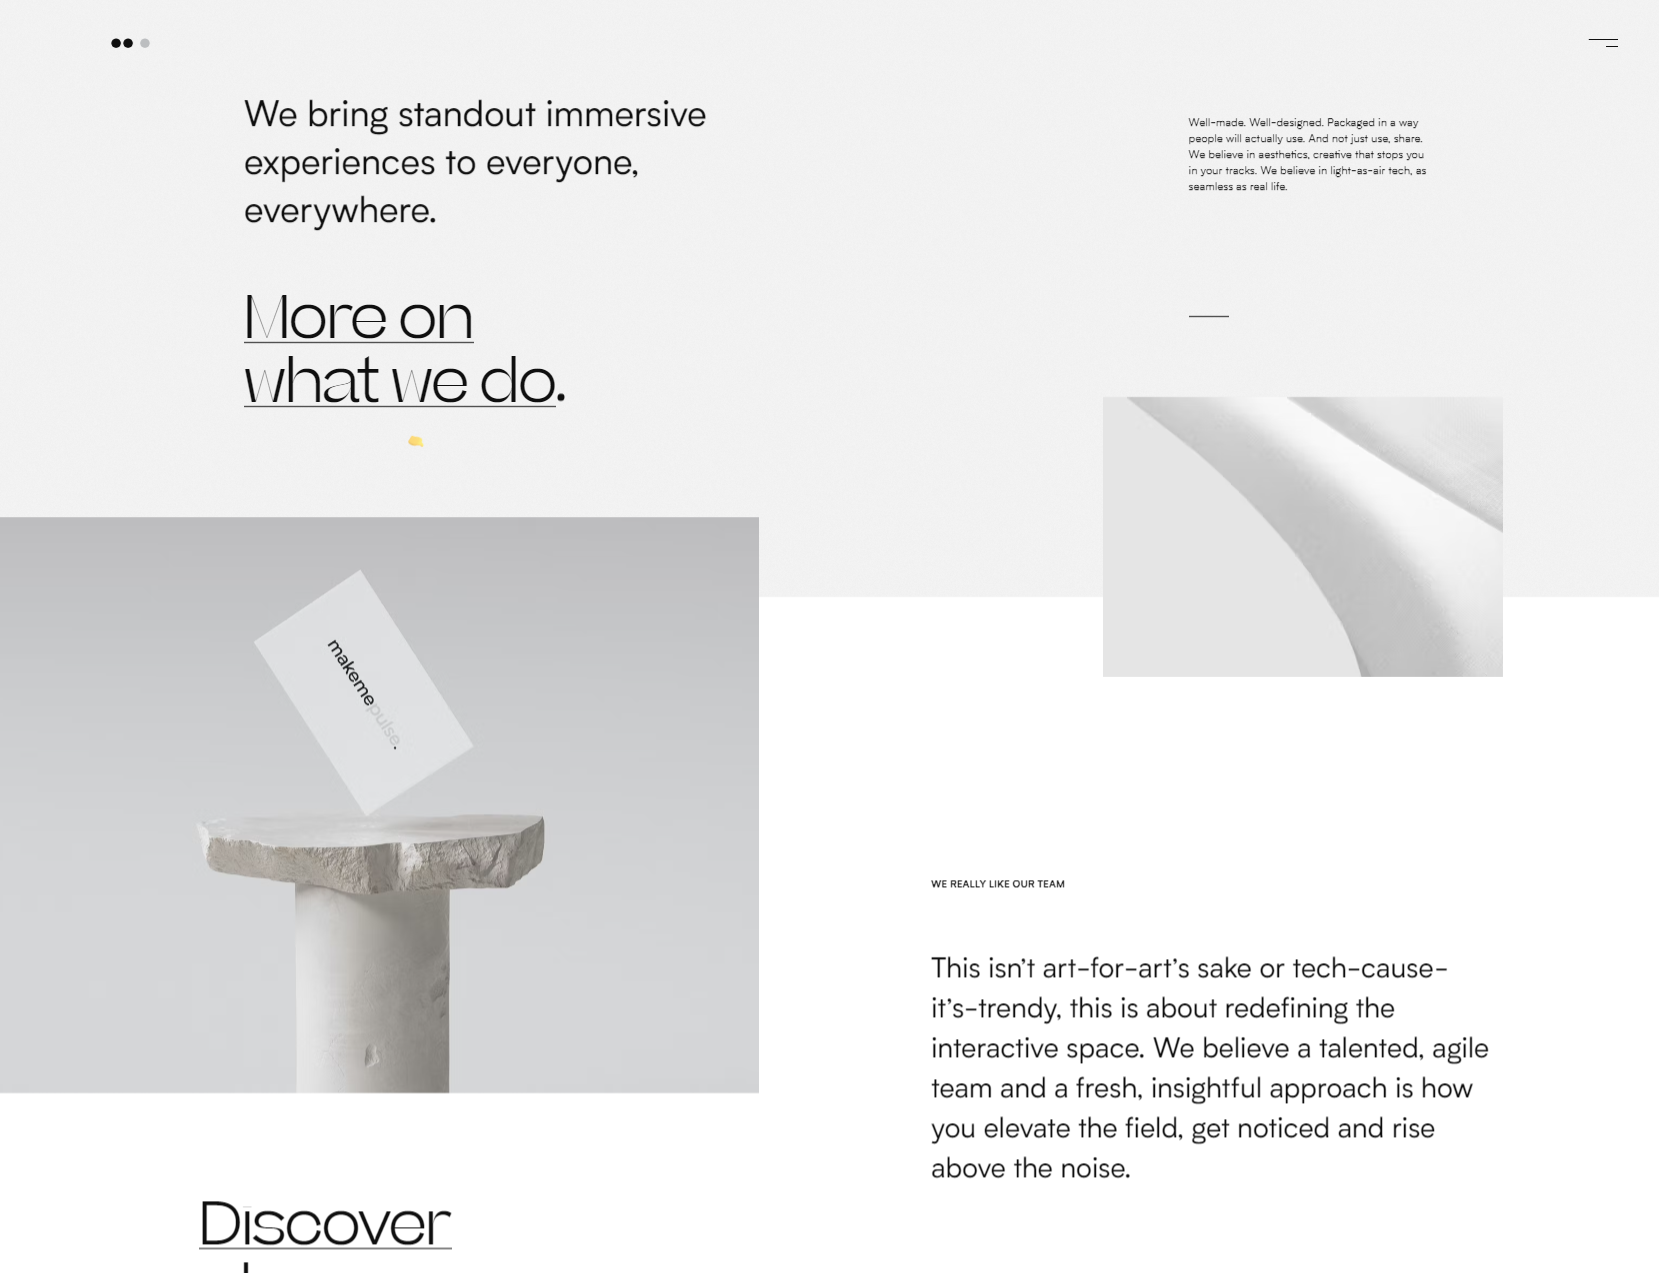 We bring standout immersive
experiences to everyone,
everywhere.
Well-made. Well-designed. Packaged in a way
people will actually use. And not just use, share.
We believe in aesthetics, creative that stops you
in your tracks. We believe in light-as-air tech, as
seamless as real life.
More on
what we do.
makemepulse.
WE REALLY LIKE OUR TEAM
This isn’t art-for-art’s sake or tech-cause-
it’s-trendy, this is about redefining the
interactive space. We believe a talented, agile
team and a fresh, insightful approach is how
you elevate the field, get noticed and rise
above the noise.
Discover